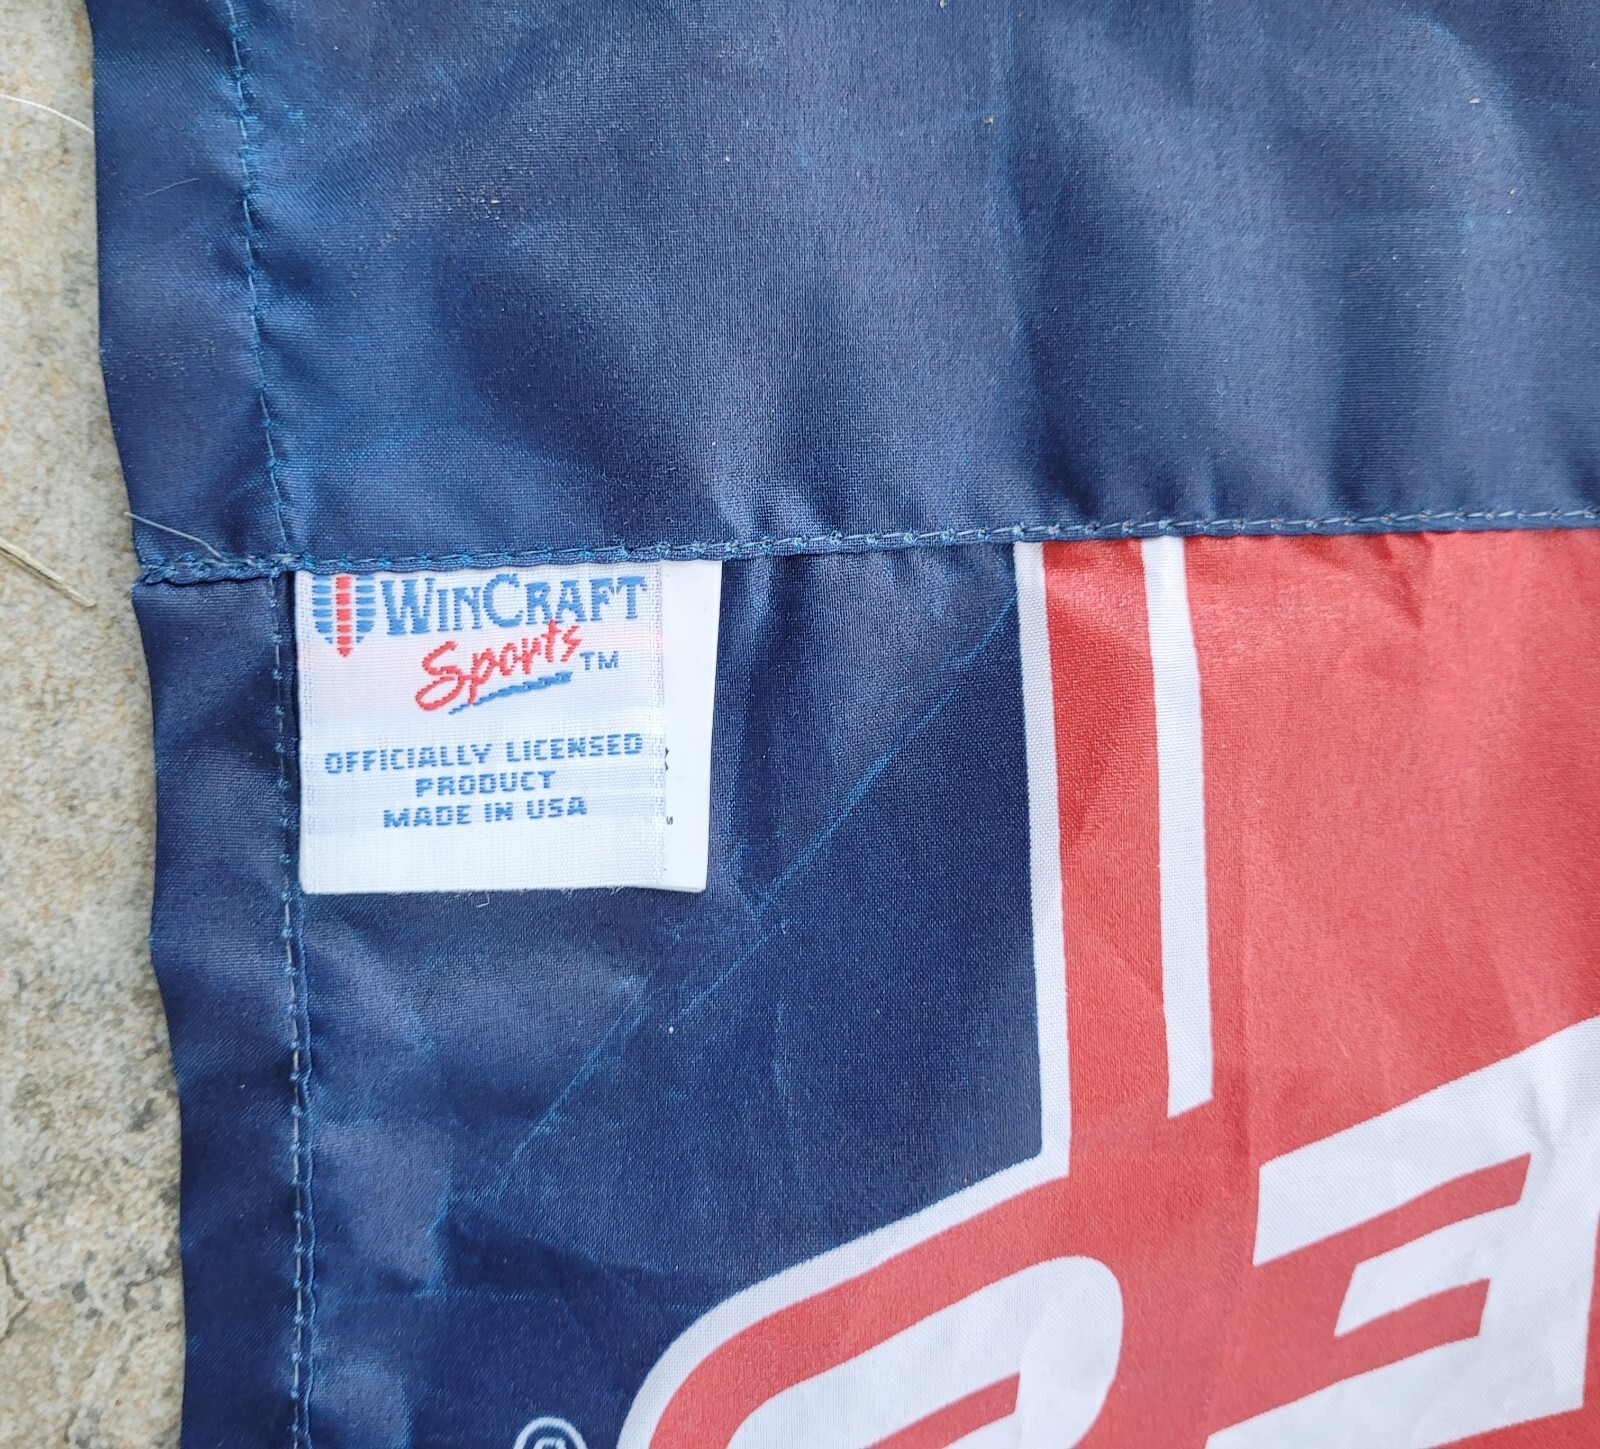 WINCRAFT
Sports™
OFFICIALLY LICENSED
PRODUCT
MADE IN USA